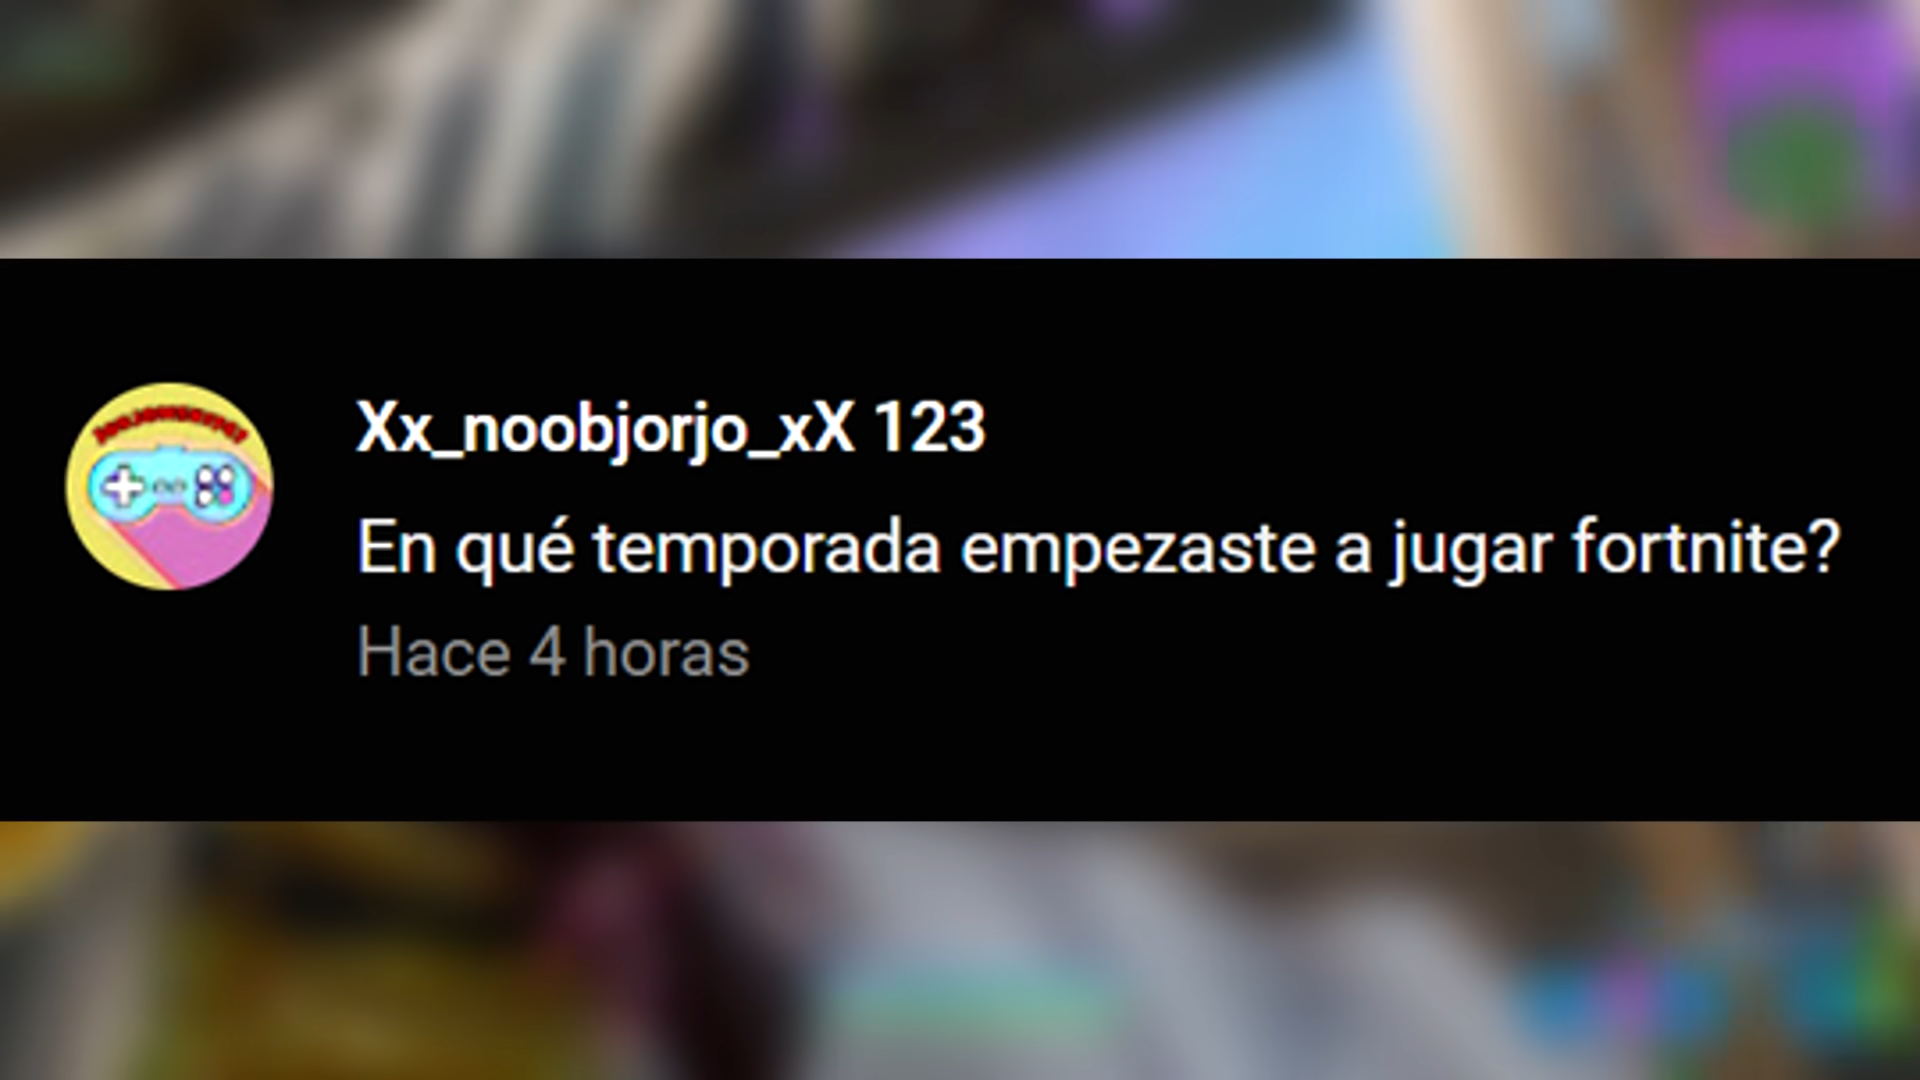 Xx_noobjorjo_xX 123
En qué temporada empezaste a jugar fortnite?
Hace 4 horas